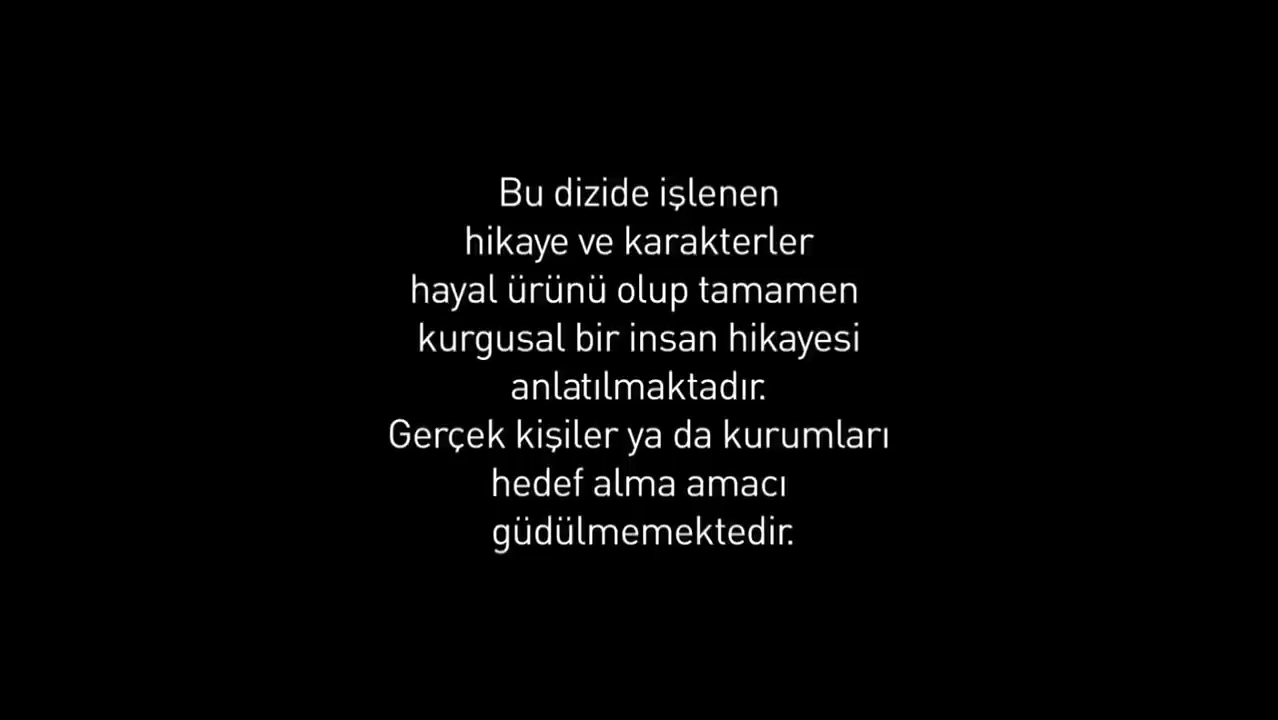 Bu dizide işlenen
hikaye ve karakterler
hayal ürünü olup tamamen
kurgusal bir insan hikayesi
anlatılmaktadır.
Gerçek kişiler ya da kurumları
hedef alma amacı
güdülmemektedir.